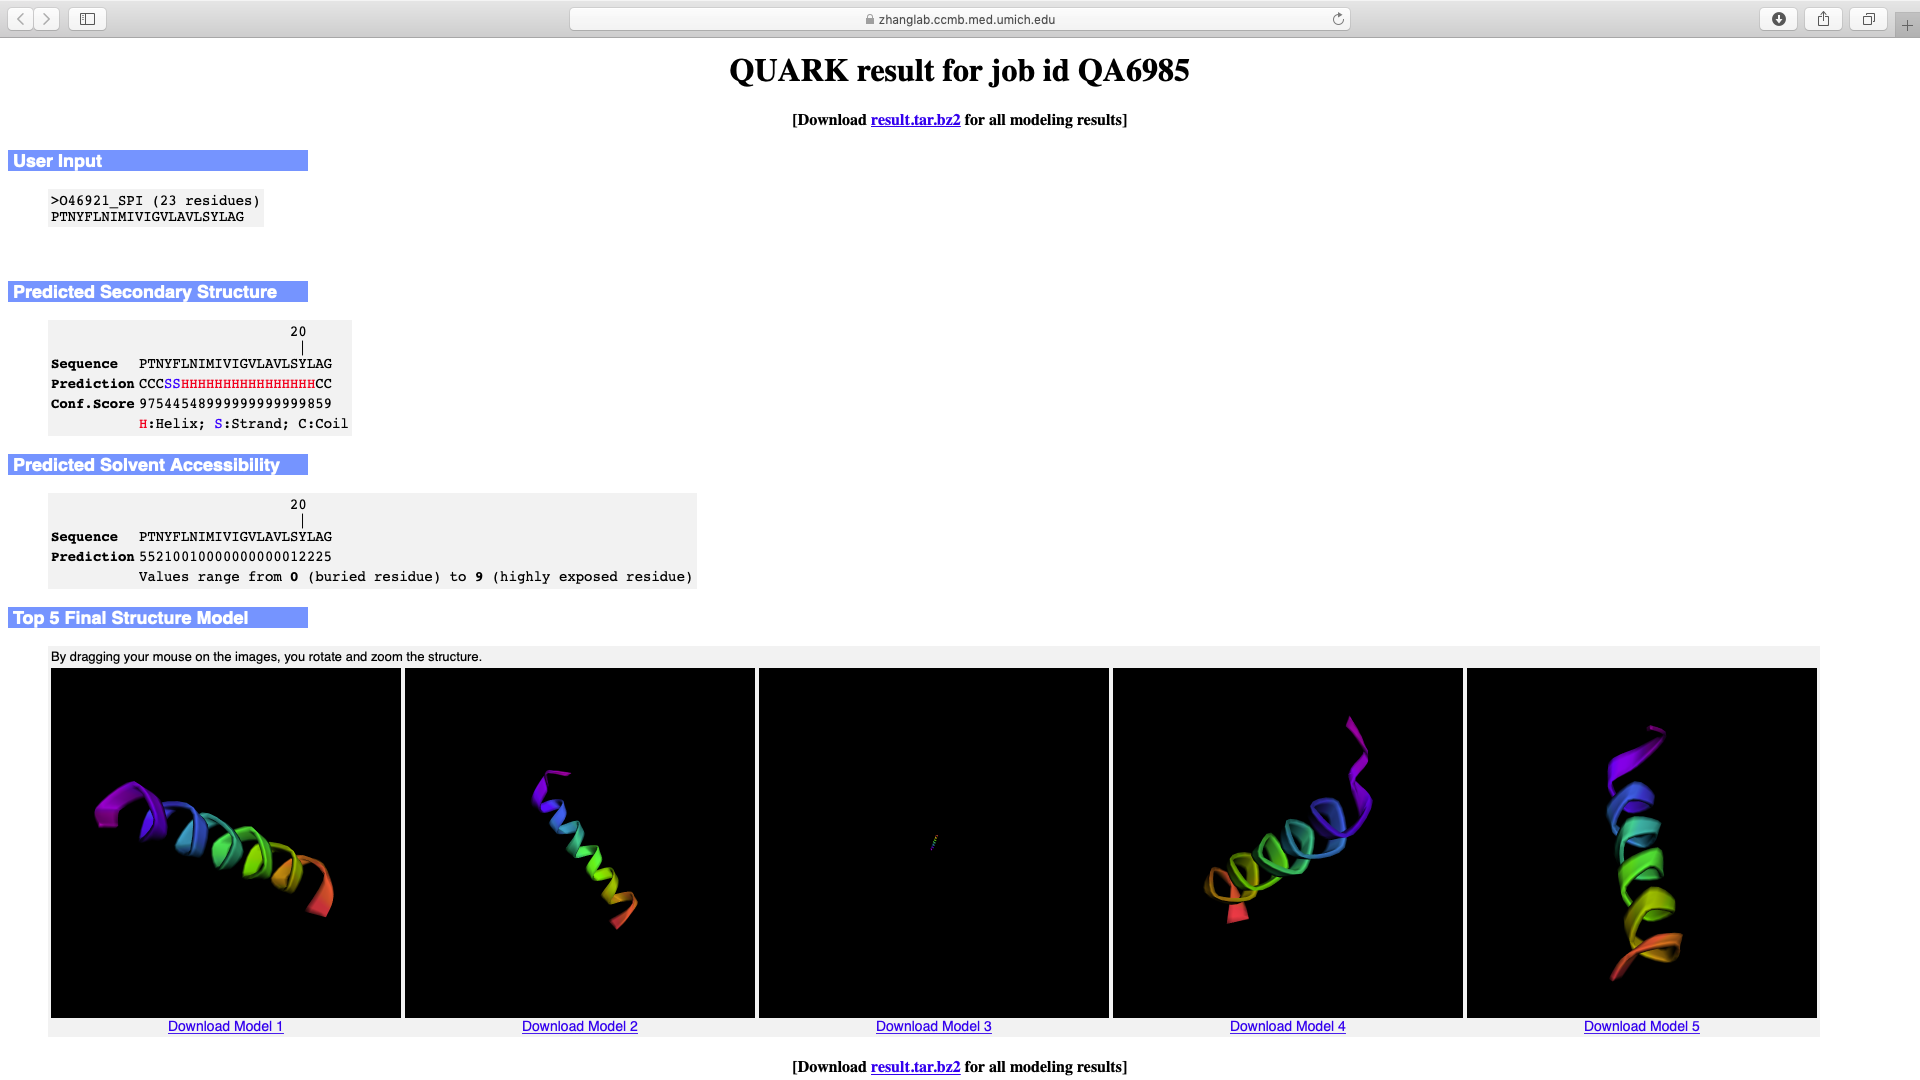 zhanglab.ccmb.med.umich.edu
QUARK result for job id QA6985
[Download result.tar.bz2 for all modeling results]
User Input
>O46921_SPI (23 residues)
PTNYFLNIMIVIGVLAVLSYLAG
Predicted Secondary Structure
20
|
Sequence PTNYFLNIMIVIGVLAVLSYLAG
Prediction CCCSSHHHHHHHHHHHHHHHHCC
Conf.Score 97544548999999999999859
H:Helix; S:Strand; C:Coil
Predicted Solvent Accessibility
20
|
Sequence PTNYFLNIMIVIGVLAVLSYLAG
Prediction 55210010000000000012225
Values range from 0 (buried residue) to 9 (highly exposed residue)
Top 5 Final Structure Model
By dragging your mouse on the images, you rotate and zoom the structure.
Download Model 1 Download Model 2 Download Model 3 Download Model 4 Download Model 5
[Download result.tar.bz2 for all modeling results]